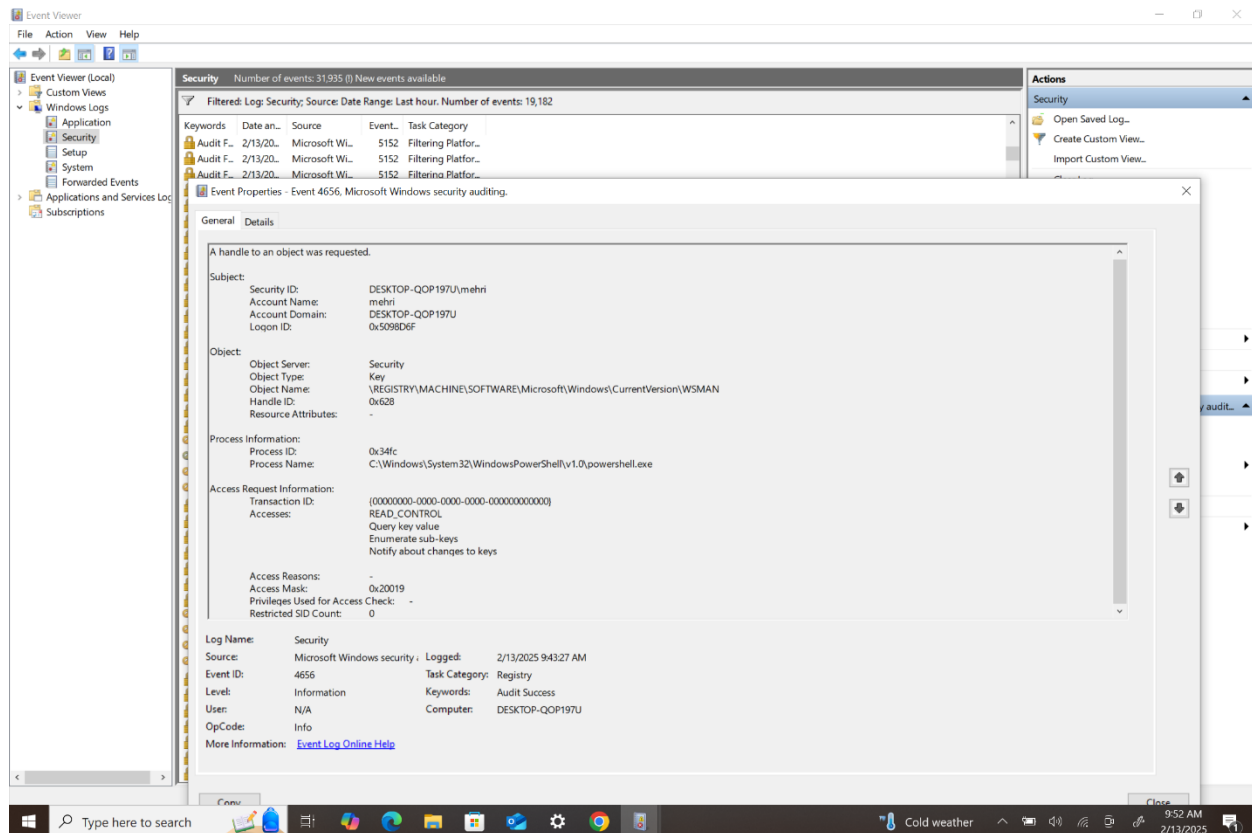 Event Viewer
File Action View Help
Event Viewer (Local)
Custom Views
Windows Logs
Application
Security
Setup
System
Forwarded Events
Applications and Services Log
Subscriptions
Security Number of events: 31,935 (!) New events available
Filtered: Log: Security; Source: Date Range: Last hour. Number of events: 19,182
Keywords Date an... Source Event... Task Category
Audit F... 2/13/20... Microsoft Wi... 5152 Filtering Platfor...
Audit F... 2/13/20... Microsoft Wi... 5152 Filtering Platfor...
Audit F... 2/13/20... Microsoft Wi... 5152 Filtering Platfor...
Actions
Security
Open Saved Log...
Create Custom View...
Import Custom View...
y audit...
Event Properties - Event 4656, Microsoft Windows security auditing.
General Details
A handle to an object was requested.
Subject:
Security ID: DESKTOP-QOP197U\mehri
Account Name: mehri
Account Domain: DESKTOP-QOP197U
Logon ID: 0x5098D6F
Object:
Object Server: Security
Object Type: Key
Object Name: \REGISTRY\MACHINE\SOFTWARE\Microsoft\Windows\CurrentVersion\WSMAN
Handle ID: 0x628
Resource Attributes: -
Process Information:
Process ID: 0x34fc
Process Name: C:\Windows\System32\WindowsPowerShell\v1.0\powershell.exe
Access Request Information:
Transaction ID: {00000000-0000-0000-0000-000000000000}
Accesses: READ_CONTROL
Query key value
Enumerate sub-keys
Notify about changes to keys
Access Reasons: -
Access Mask: 0x20019
Privileges Used for Access Check: -
Restricted SID Count: 0
Log Name: Security
Source: Microsoft Windows security Logged: 2/13/2025 9:43:27 AM
Event ID: 4656 Task Category: Registry
Level: Information Keywords: Audit Success
User: N/A Computer: DESKTOP-QOP197U
OpCode: Info
More Information: Event Log Online Help
Copy Close
Type here to search
Cold weather
9:52 AM
2/13/2025